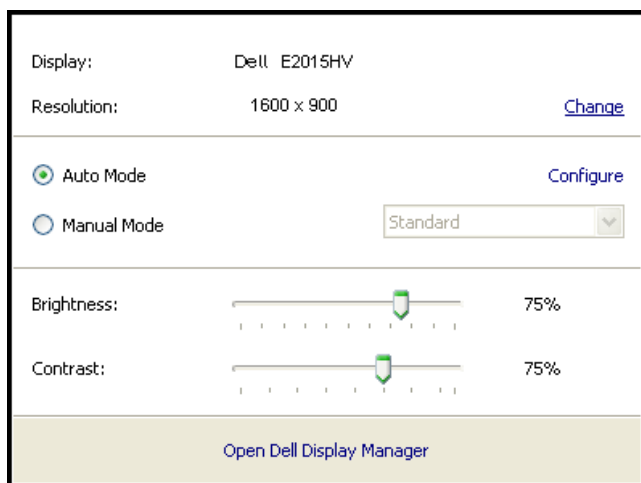 Display: Dell E2015HV
Resolution: 1600 x 900 Change
Auto Mode Configure
Manual Mode Standard
Brightness: 75%
Contrast: 75%
Open Dell Display Manager